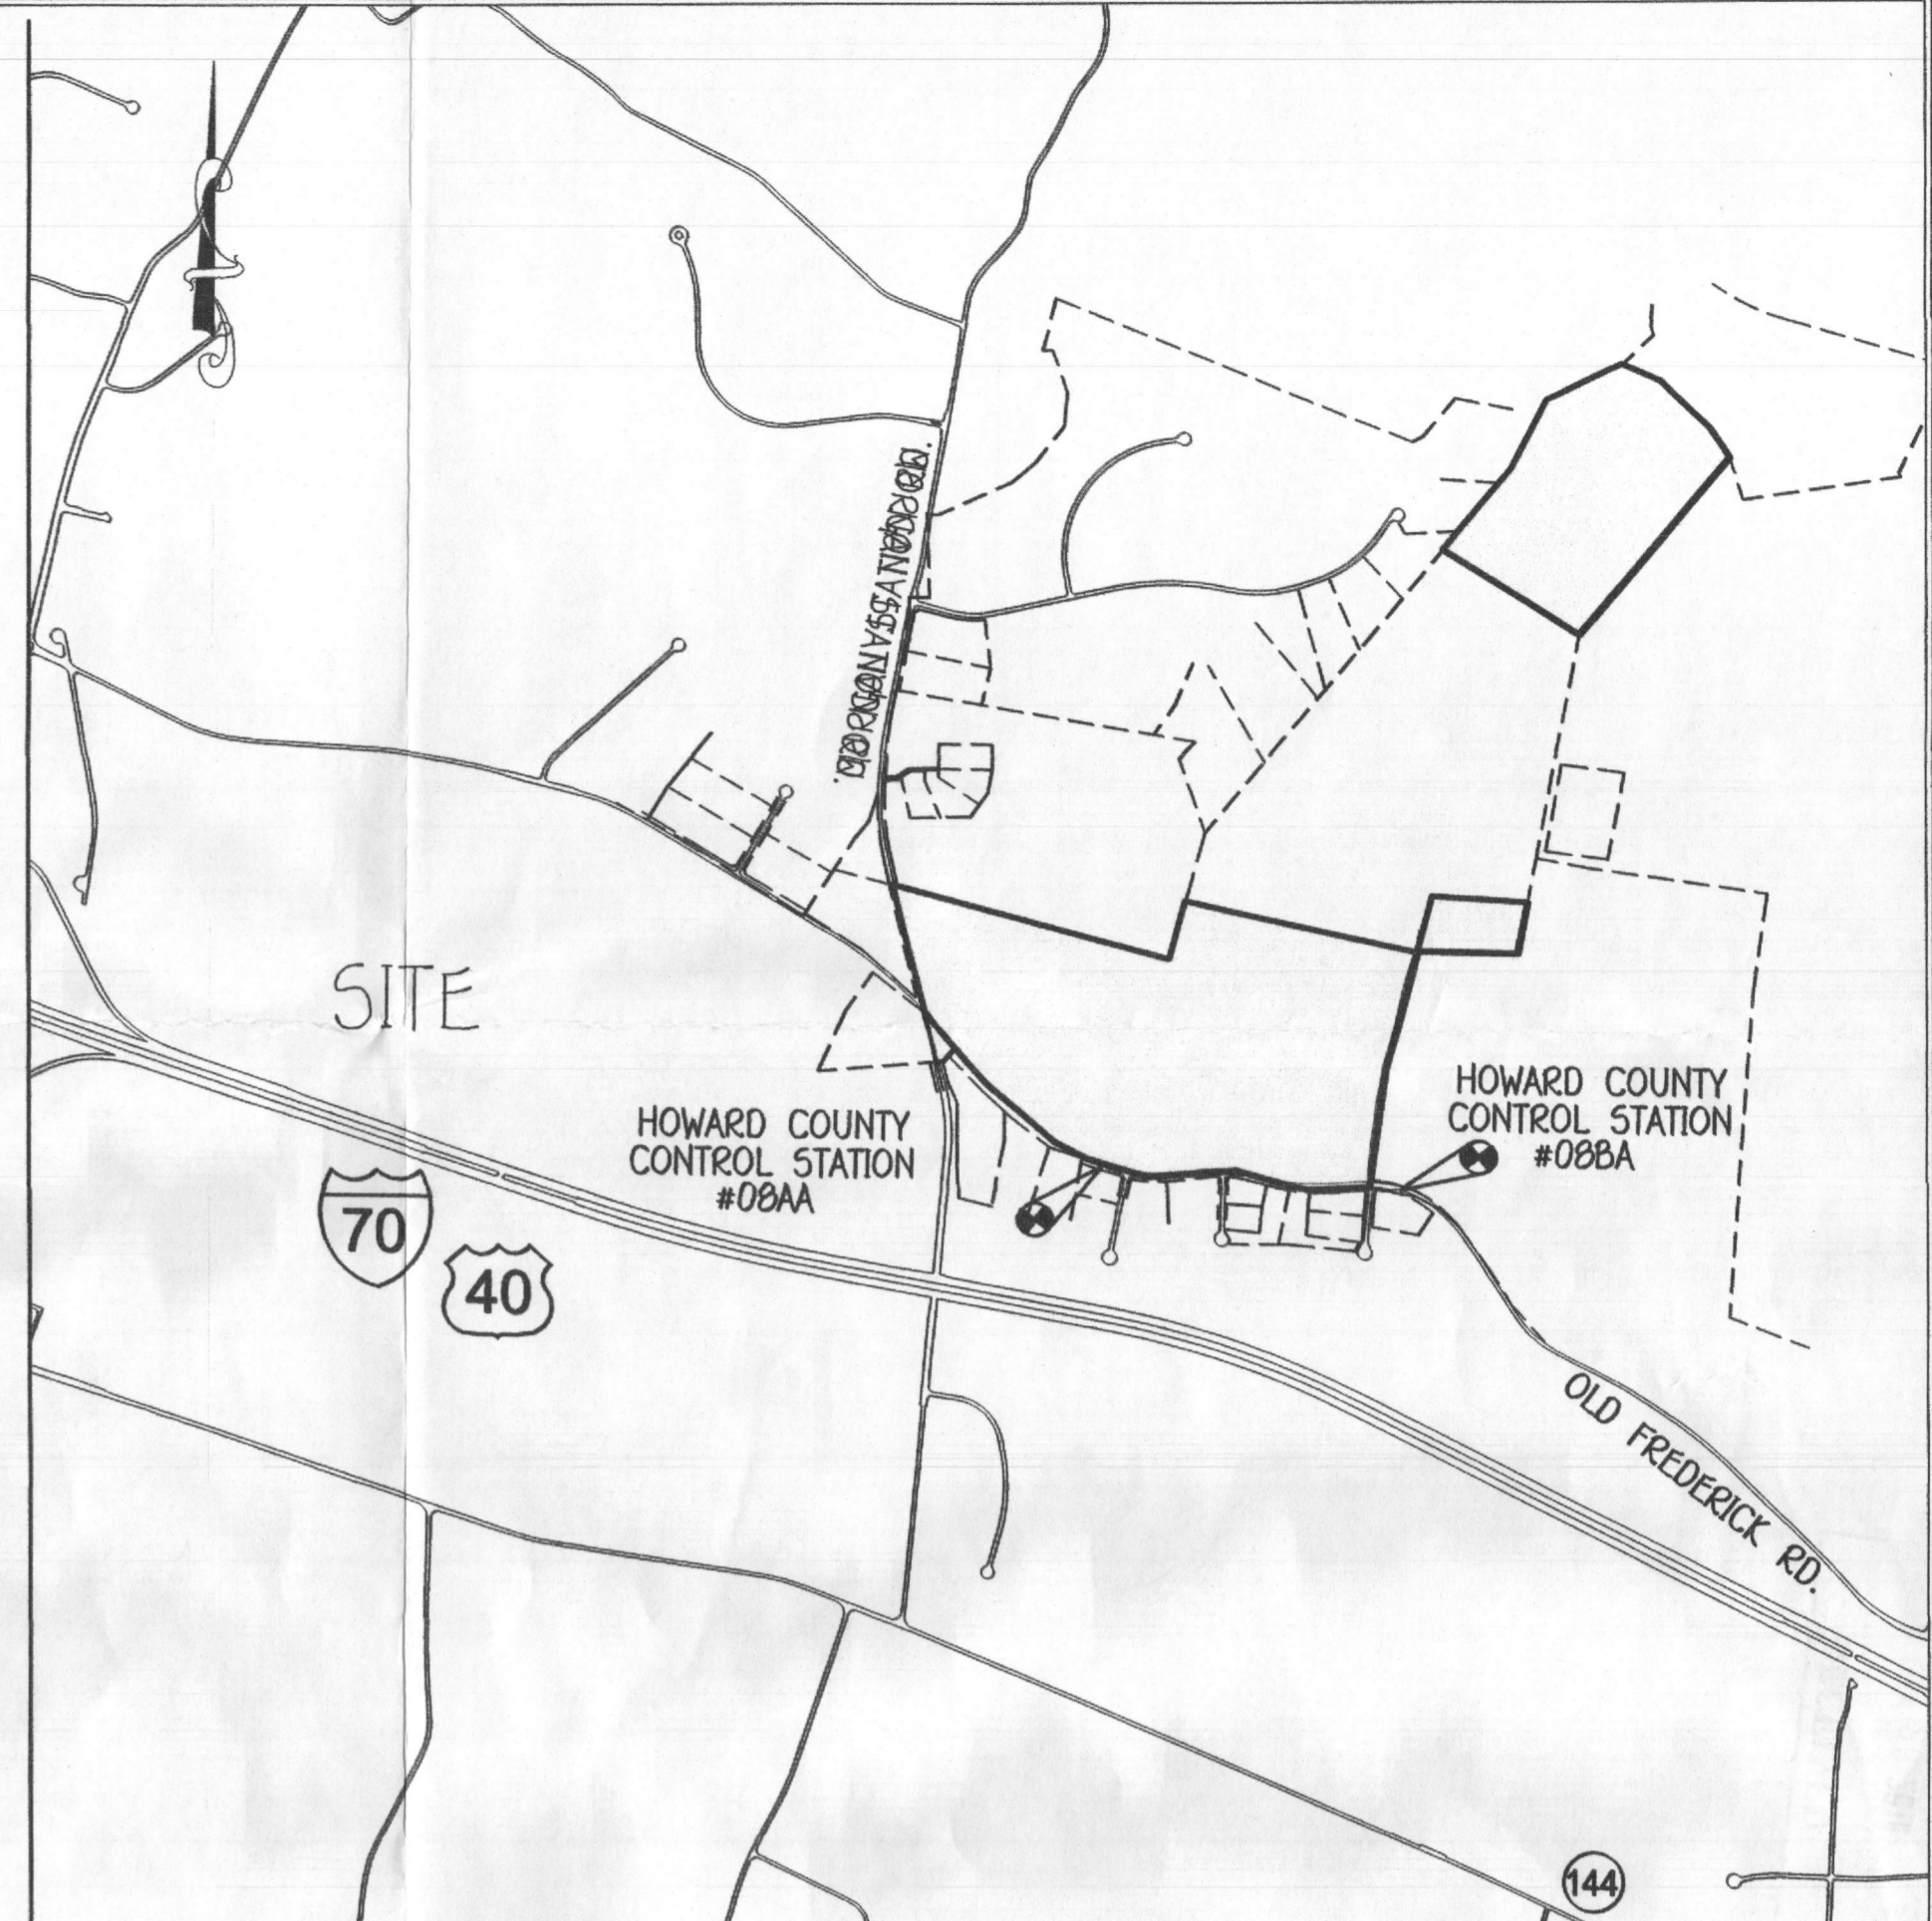 SITE
HOWARD COUNTY
CONTROL STATION
#08AA
HOWARD COUNTY
CONTROL STATION
#08BA
70
40
OLD FREDERICK RD.
144